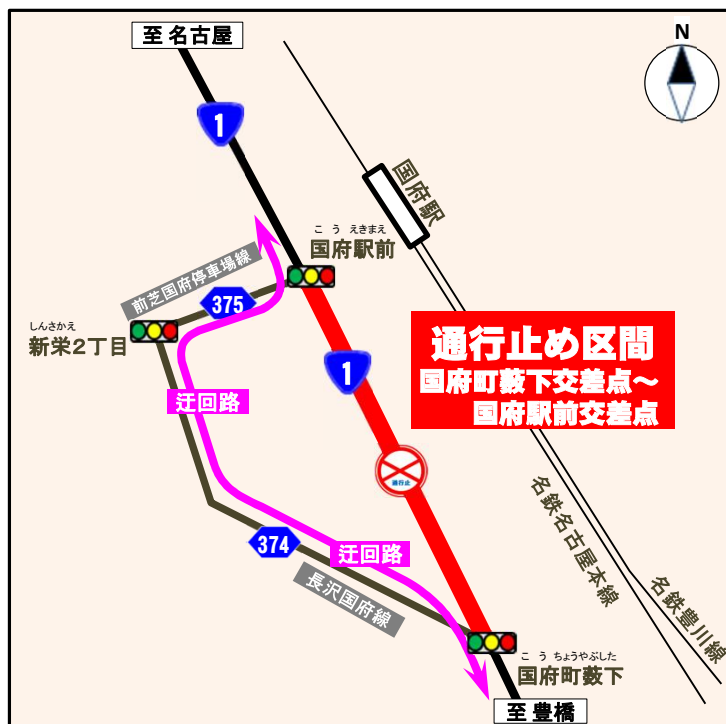 至 名古屋
N
1
国府駅
こう えきまえ
国府駅前
前芝国府停車場線
375
しんさかえ
新栄2丁目
1
通行止め区間
国府町薮下交差点～
国府駅前交差点
迂回路
通行止
名鉄名古屋本線
374
迂回路
長沢国府線
名鉄豊川線
こう ちょうやぶした
国府町薮下
至 豊橋